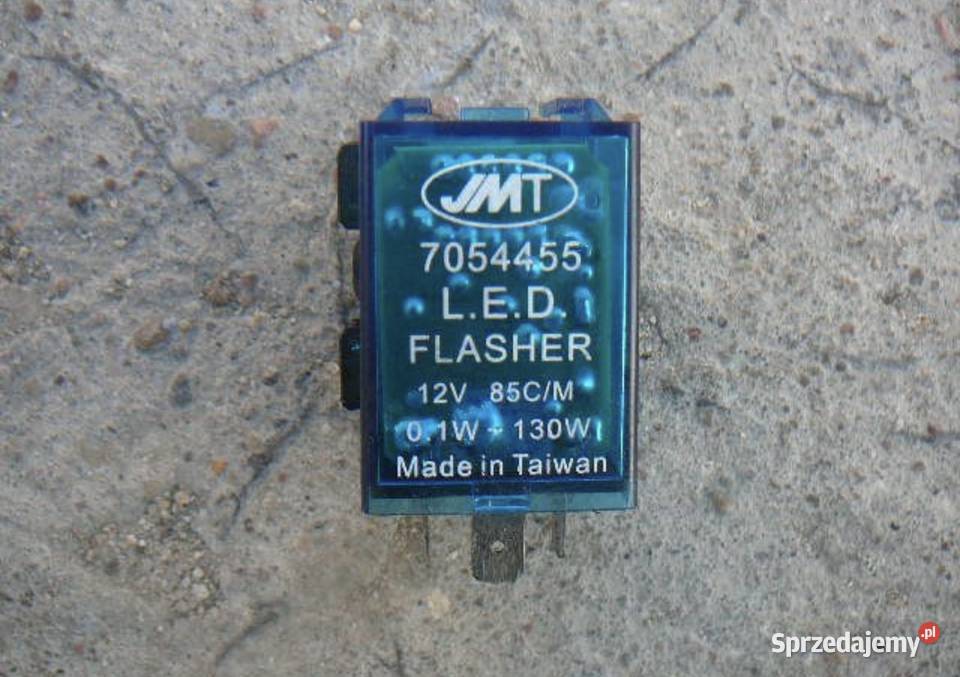 JMT
7054455
L.E.D.
FLASHER
12V 85C/M
0.1W ~ 130W
Made in Taiwan
Sprzedajemy.pl